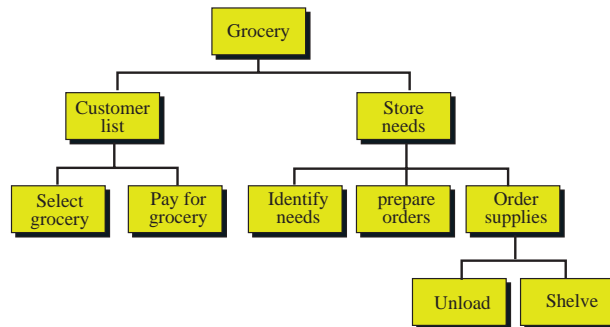 Grocery
Customer
list
Store
needs
Select
grocery
Pay for
grocery
Identify
needs
prepare
orders
Order
supplies
Unload
Shelve